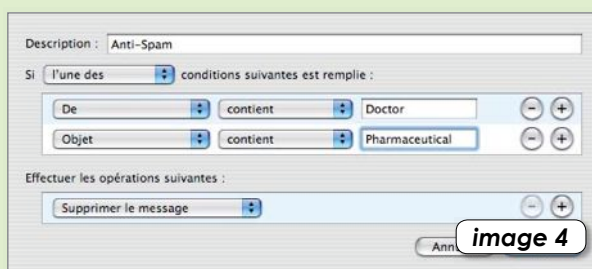 Description : Anti-Spam
Si l'une des conditions suivantes est remplie :
De contient Doctor
Objet contient Pharmaceutical
Effectuer les opérations suivantes :
Supprimer le message
image 4